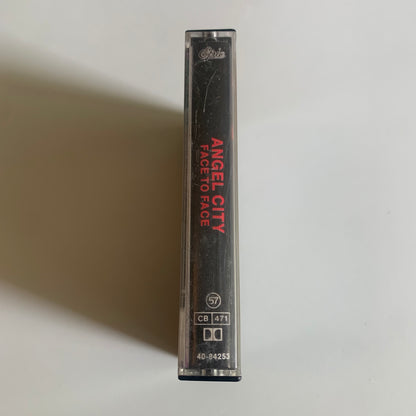 Epic
ANGEL CITY
FACE TO FACE
57
CB 471
40-84253